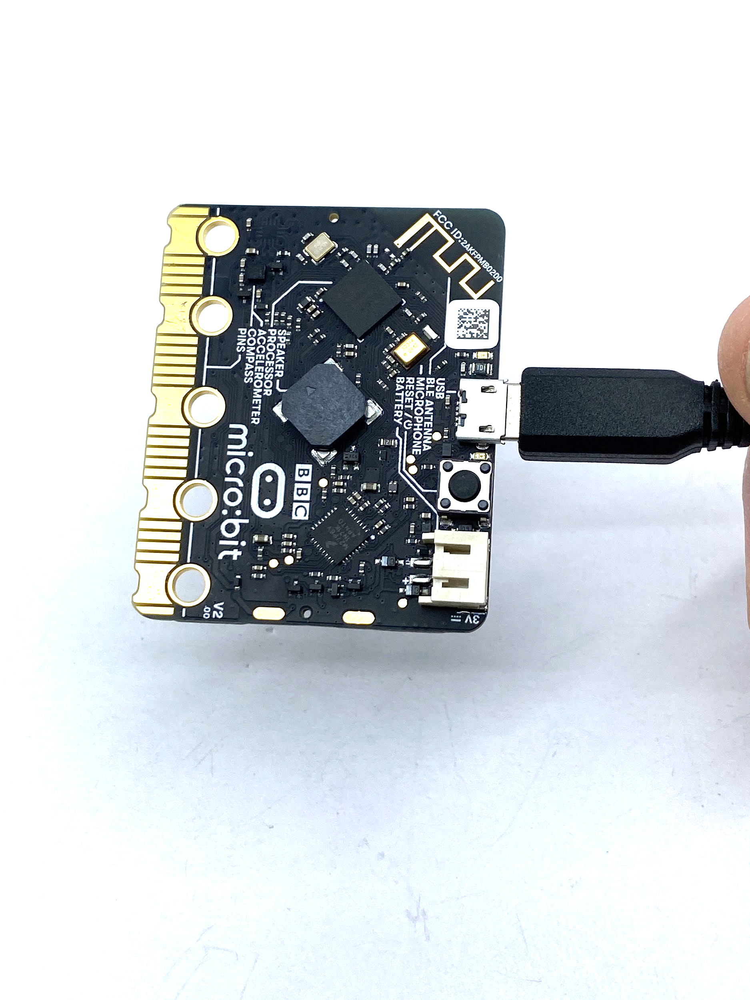 FCC ID:2AKFPMB0200
USB
BLE ANTENNA
MICROPHONE
RESET /
BATTERY
SPEAKER
PROCESSOR
ACCELEROMETER
COMPASS
PINS
BBC
micro:bit
V2
.00
3V